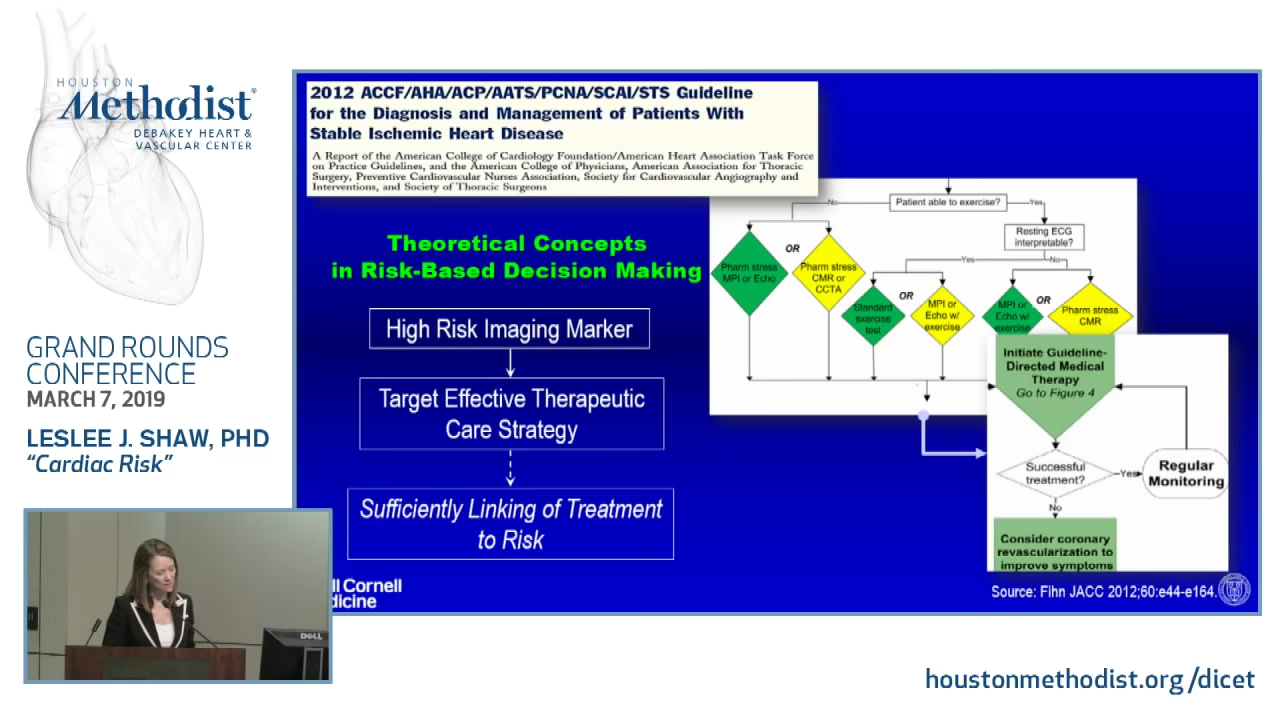 HOUSTON
Methodist
DEBAKEY HEART &
VASCULAR CENTER
GRAND ROUNDS
CONFERENCE
MARCH 7, 2019
LESLEE J. SHAW, PHD
“Cardiac Risk”
2012 ACCF/AHA/ACP/AATS/PCNA/SCAI/STS Guideline
for the Diagnosis and Management of Patients With
Stable Ischemic Heart Disease
A Report of the American College of Cardiology Foundation/American Heart Association Task Force
on Practice Guidelines, and the American College of Physicians, American Association for Thoracic
Surgery, Preventive Cardiovascular Nurses Association, Society for Cardiovascular Angiography and
Interventions, and Society of Thoracic Surgeons
Theoretical Concepts
in Risk-Based Decision Making
High Risk Imaging Marker
Target Effective Therapeutic
Care Strategy
Sufficiently Linking of Treatment
to Risk
No
Patient able to exercise?
Yes
Resting ECG
interpretable?
Yes
No
Pharm stress
MPI or Echo
OR
Pharm stress
CMR or
CCTA
Standard
exercise
test
OR
MPI or
Echo w/
exercise
MPI or
Echo w/
exercise
OR
Pharm stress
CMR
Initiate Guideline-
Directed Medical
Therapy
Go to Figure 4
Successful
treatment?
Yes
Regular
Monitoring
No
Consider coronary
revascularization to
improve symptoms
ll Cornell
dicine
Source: Fihn JACC 2012;60:e44-e164.
DELL
houstonmethodist.org/dicet